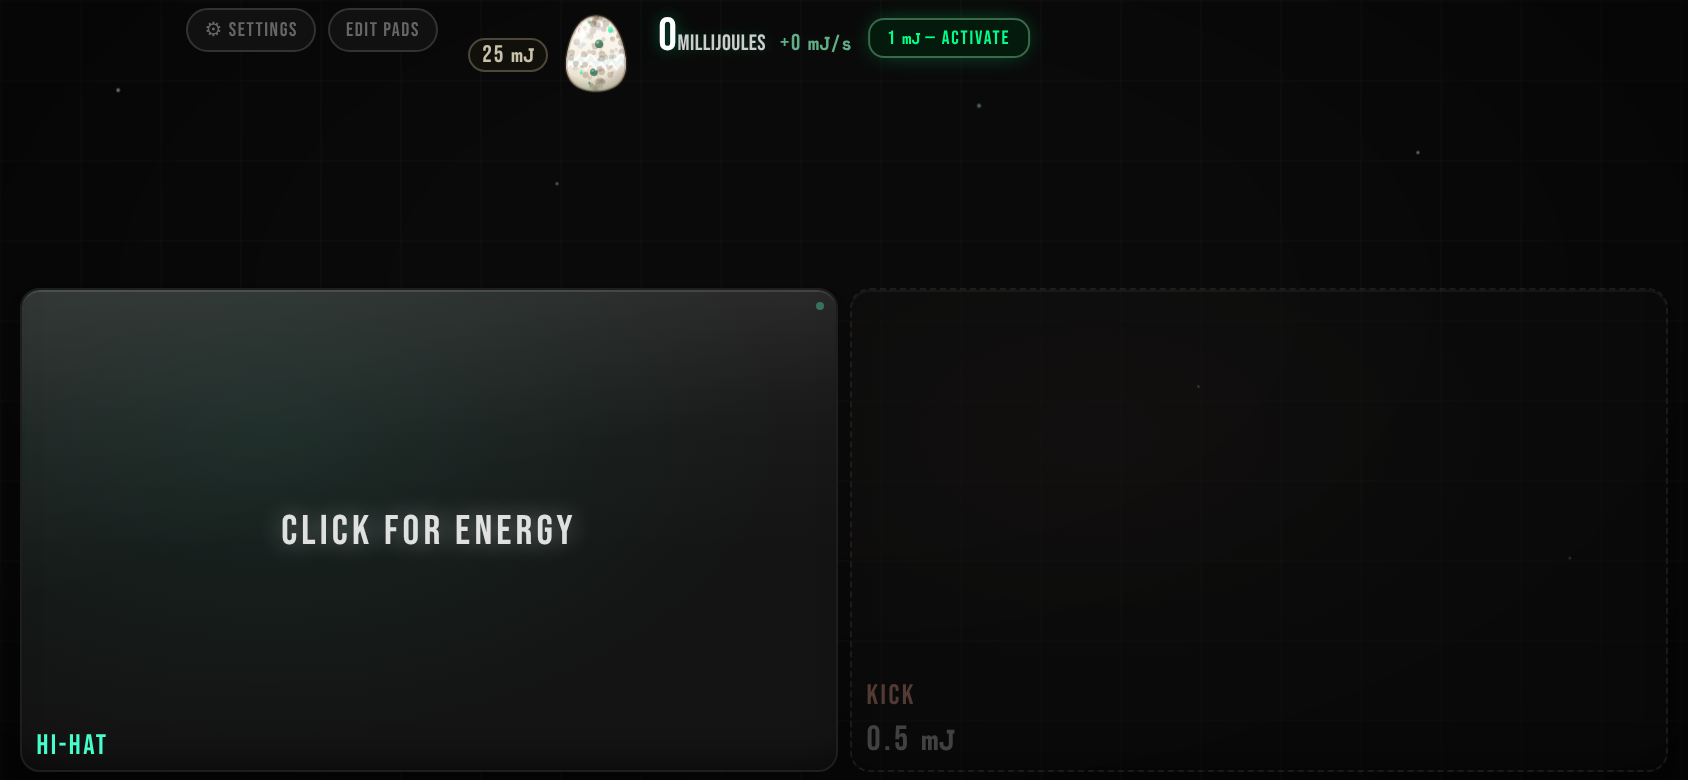 ⚙ SETTINGS
EDIT PADS
25 mJ
0 MILLIJOULES +0 mJ/s
1 mJ — ACTIVATE
CLICK FOR ENERGY
HI-HAT
KICK
0.5 mJ